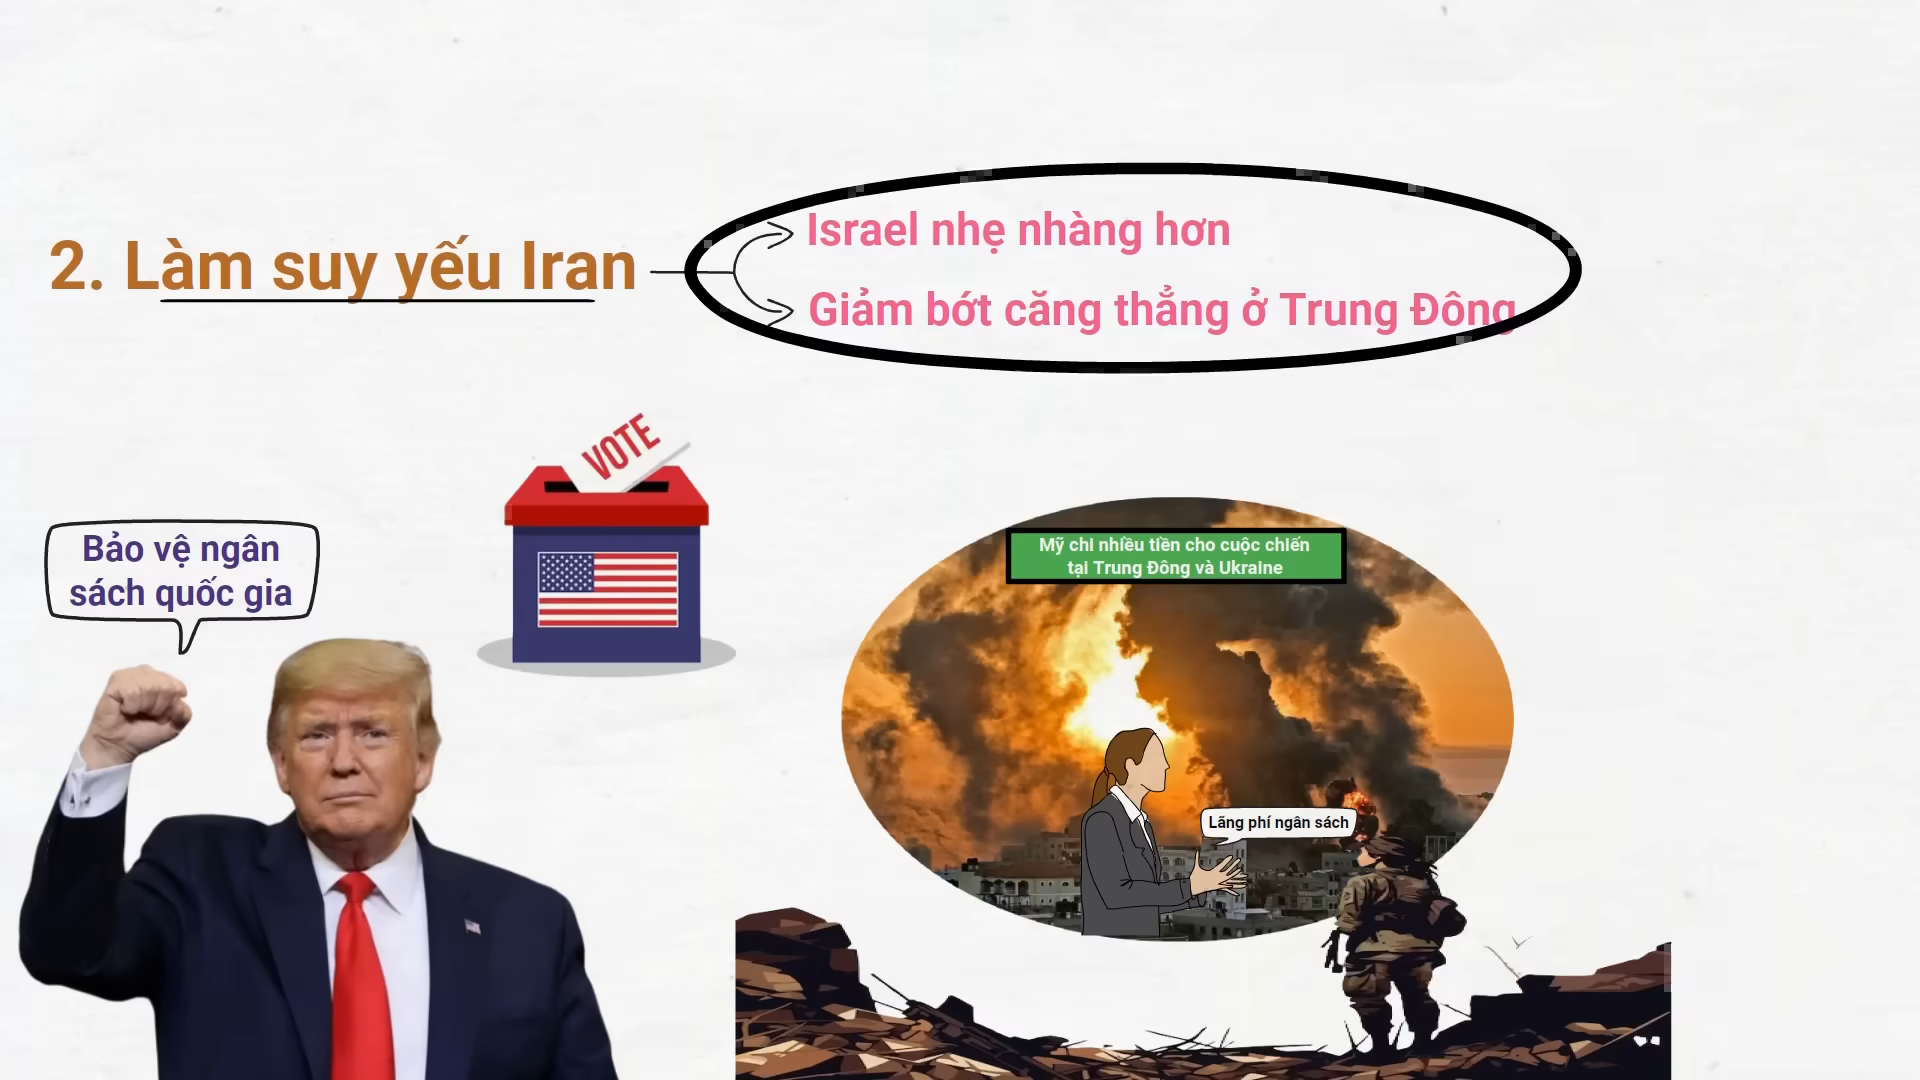 2. Làm suy yếu Iran
Israel nhẹ nhàng hơn
Giảm bớt căng thẳng ở Trung Đông
VOTE
Bảo vệ ngân
sách quốc gia
Mỹ chi nhiều tiền cho cuộc chiến
tại Trung Đông và Ukraine
Lãng phí ngân sách